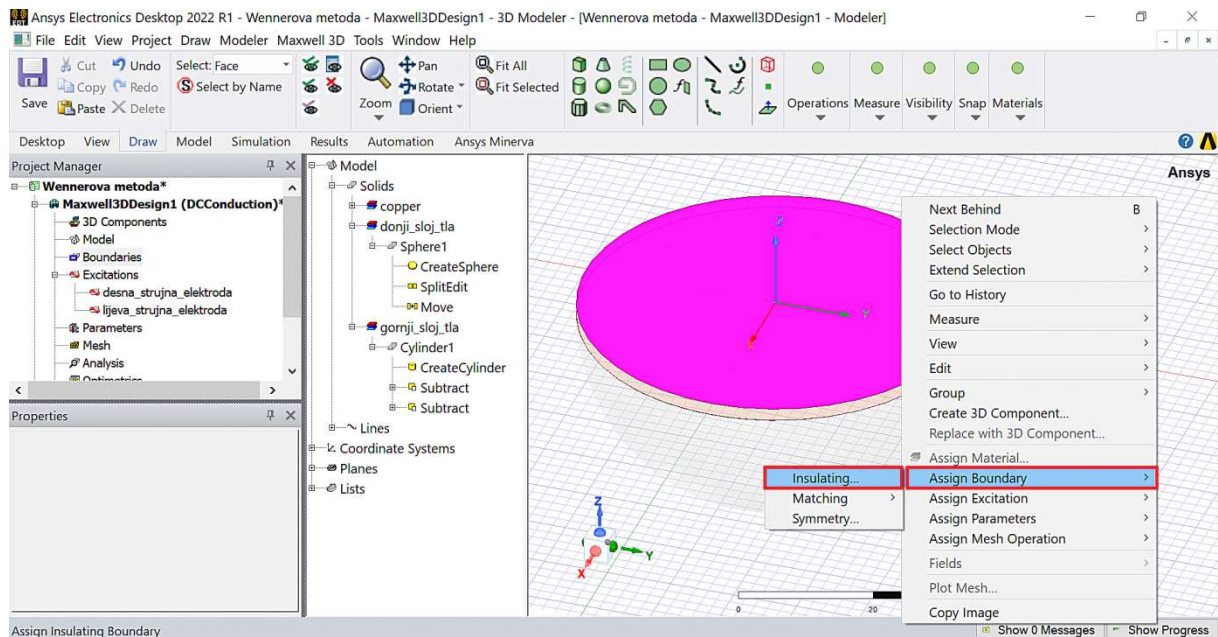 Ansys Electronics Desktop 2022 R1 - Wennerova metoda - Maxwell3DDesign1 - 3D Modeler - [Wennerova metoda - Maxwell3DDesign1 - Modeler]
File Edit View Project Draw Modeler Maxwell 3D Tools Window Help
Save
Cut Undo
Copy Redo
Paste Delete
Select: Face
Select by Name
Zoom
Pan
Rotate
Orient
Fit All
Fit Selected
Operations Measure Visibility Snap Materials
Desktop View Draw Model Simulation Results Automation Ansys Minerva
Project Manager
Wennerova metoda*
Maxwell3DDesign1 (DCConduction)*
3D Components
Model
Boundaries
Excitations
desna_strujna_elektroda
lijeva_strujna_elektroda
Parameters
Mesh
Analysis
Optimetrics
Properties
Model
Solids
copper
donji_sloj_tla
Sphere1
CreateSphere
SplitEdit
Move
gornji_sloj_tla
Cylinder1
CreateCylinder
Subtract
Subtract
Lines
Coordinate Systems
Planes
Lists
Ansys
Y
Z
Y
X
0
20
Next Behind B
Selection Mode
Select Objects
Extend Selection
Go to History
Measure
View
Edit
Group
Create 3D Component...
Replace with 3D Component...
Assign Material...
Assign Boundary
Assign Excitation
Assign Parameters
Assign Mesh Operation
Fields
Plot Mesh...
Copy Image
Insulating...
Matching
Symmetry...
Assign Insulating Boundary
Show 0 Messages
Show Progress